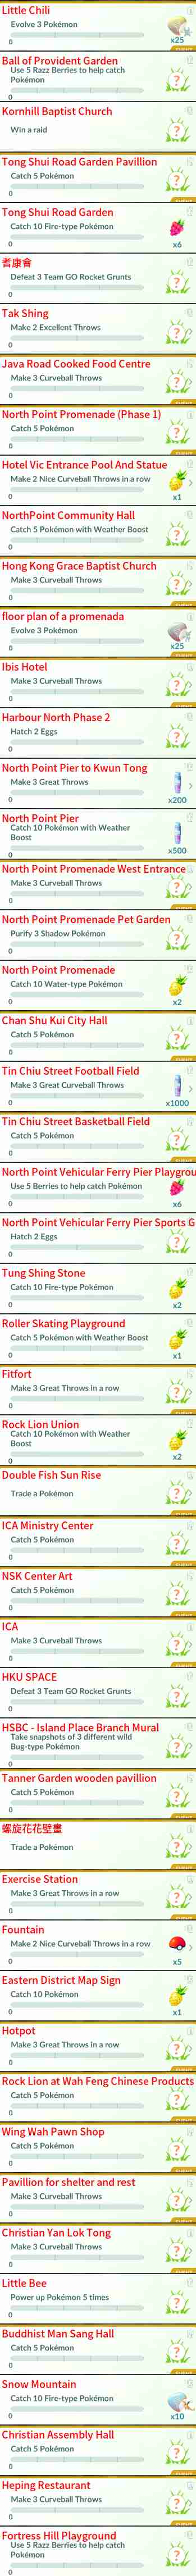 Little Chili
Evolve 3 Pokémon
0
x25
Ball of Provident Garden
Use 5 Razz Berries to help catch
Pokémon
0
Kornhill Baptist Church
Win a raid
Tong Shui Road Garden Pavillion
Catch 5 Pokémon
0
Tong Shui Road Garden
Catch 10 Fire-type Pokémon
0
x6
耆康會
Defeat 3 Team GO Rocket Grunts
0
Tak Shing
Make 2 Excellent Throws
0
Java Road Cooked Food Centre
Make 3 Curveball Throws
0
North Point Promenade (Phase 1)
Catch 5 Pokémon
0
Hotel Vic Entrance Pool And Statue
Make 2 Nice Curveball Throws in a row
0
x1
NorthPoint Community Hall
Catch 5 Pokémon with Weather Boost
0
Hong Kong Grace Baptist Church
Make 3 Curveball Throws
0
floor plan of a promenada
Evolve 3 Pokémon
0
x25
Ibis Hotel
Make 3 Curveball Throws
0
Harbour North Phase 2
Hatch 2 Eggs
0
North Point Pier to Kwun Tong
Make 3 Great Throws
0
x200
North Point Pier
Catch 10 Pokémon with Weather
Boost
0
x500
North Point Promenade West Entrance
Make 3 Curveball Throws
0
North Point Promenade Pet Garden
Purify 3 Shadow Pokémon
0
North Point Promenade
Catch 10 Water-type Pokémon
0
x2
Chan Shu Kui City Hall
Catch 5 Pokémon
0
Tin Chiu Street Football Field
Make 3 Great Curveball Throws
0
x1000
Tin Chiu Street Basketball Field
Catch 5 Pokémon
0
North Point Vehicular Ferry Pier Playgrou
Use 5 Berries to help catch Pokémon
0
x6
North Point Vehicular Ferry Pier Sports G
Hatch 2 Eggs
0
Tung Shing Stone
Catch 10 Fire-type Pokémon
0
x2
Roller Skating Playground
Catch 5 Pokémon with Weather Boost
0
x1
Fitfort
Make 3 Great Throws in a row
0
Rock Lion Union
Catch 10 Pokémon with Weather
Boost
0
x2
Double Fish Sun Rise
Trade a Pokémon
ICA Ministry Center
Catch 5 Pokémon
0
NSK Center Art
Catch 5 Pokémon
0
ICA
Make 3 Curveball Throws
0
HKU SPACE
Defeat 3 Team GO Rocket Grunts
0
HSBC - Island Place Branch Mural
Take snapshots of 3 different wild
Bug-type Pokémon
0
Tanner Garden wooden pavillion
Catch 5 Pokémon
0
螺旋花花壁畫
Trade a Pokémon
Exercise Station
Make 3 Great Throws in a row
0
Fountain
Make 2 Nice Curveball Throws in a row
0
x5
Eastern District Map Sign
Catch 10 Pokémon
0
x1
Hotpot
Make 3 Great Throws in a row
0
Rock Lion at Wah Feng Chinese Products
Catch 5 Pokémon
0
Wing Wah Pawn Shop
Catch 5 Pokémon
0
Pavillion for shelter and rest
Make 3 Curveball Throws
0
Christian Yan Lok Tong
Make 3 Curveball Throws
0
Little Bee
Power up Pokémon 5 times
0
Buddhist Man Sang Hall
Catch 5 Pokémon
0
Snow Mountain
Catch 10 Fire-type Pokémon
0
x10
Christian Assembly Hall
Catch 5 Pokémon
0
Heping Restaurant
Make 3 Curveball Throws
0
Fortress Hill Playground
Use 5 Razz Berries to help catch
Pokémon
0